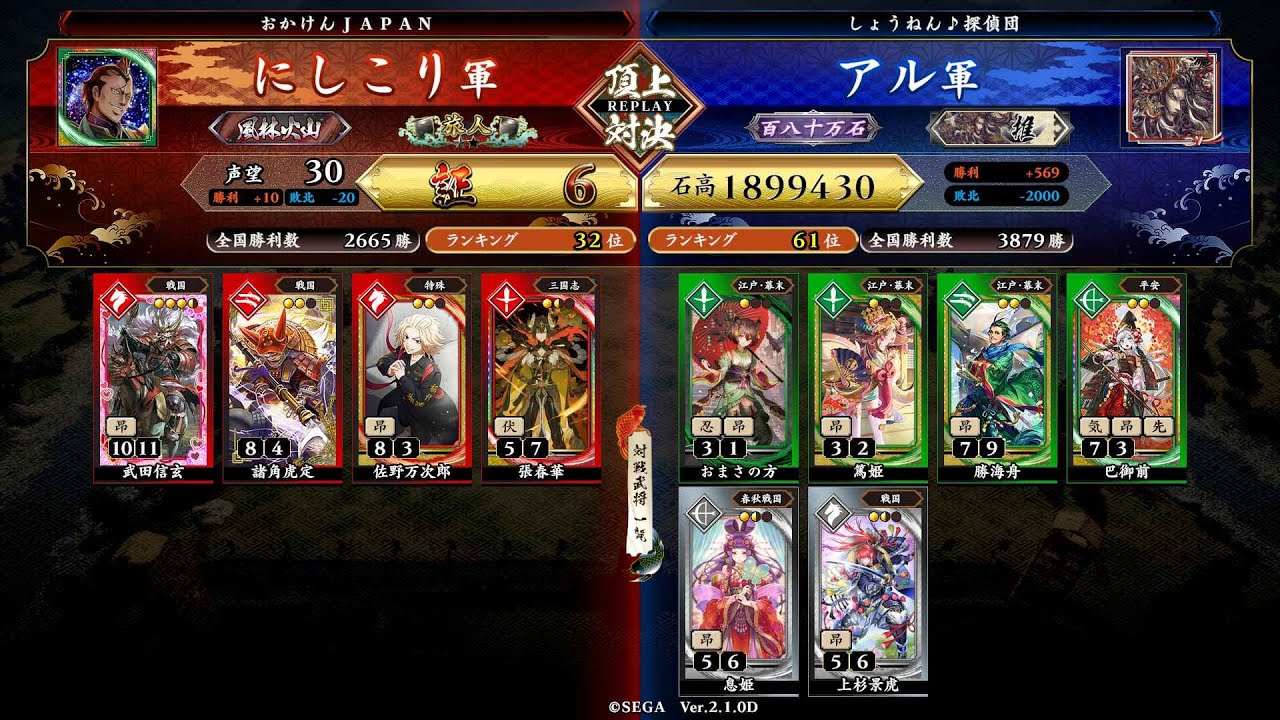 おかけんJAPAN
しょうねん♪探偵団
にしこり軍
頂上
REPLAY
対決
アル軍
風林火山
旅人
百八十万石
推
声望 30
勝利 +10 敗北 -20
証 6
石高 1899430
勝利 +569
敗北 -2000
全国勝利数 2665勝
ランキング 32位
ランキング 61位
全国勝利数 3879勝
戦国
戦国
特殊
三国志
江戸・幕末
江戸・幕末
江戸・幕末
平安
昴
10 11
武田信玄
8 4
諸角虎定
昴
8 3
佐野万次郎
伏
5 7
張春華
忍 昴
3 1
おまさの方
昴
3 2
篤姫
昴
7 9
勝海舟
気 昴 先
7 3
巴御前
対戦武将一覧
春秋戦国
戦国
昴
5 6
息姫
昴
5 6
上杉景虎
©SEGA Ver.2.1.0D